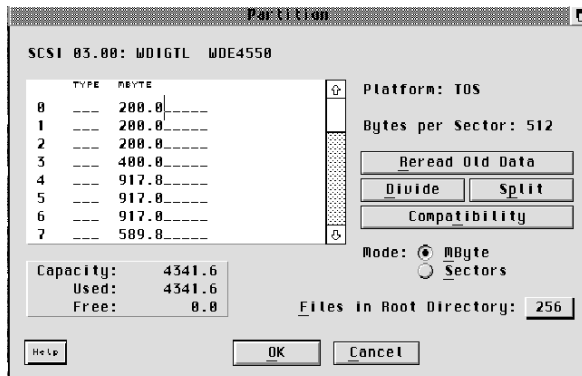 Partition
SCSI 03.00: WDIGTL WDE4550
TYPE MBYTE
0 ___ 200.0_____
1 ___ 200.0_____
2 ___ 200.0_____
3 ___ 400.0_____
4 ___ 917.8_____
5 ___ 917.0_____
6 ___ 917.0_____
7 ___ 589.8_____
Platform: TOS
Bytes per Sector: 512
Reread Old Data
Divide Split
Compatibility
Mode: MByte
Sectors
Capacity: 4341.6
Used: 4341.6
Free: 0.0
Files in Root Directory: 256
Help OK Cancel